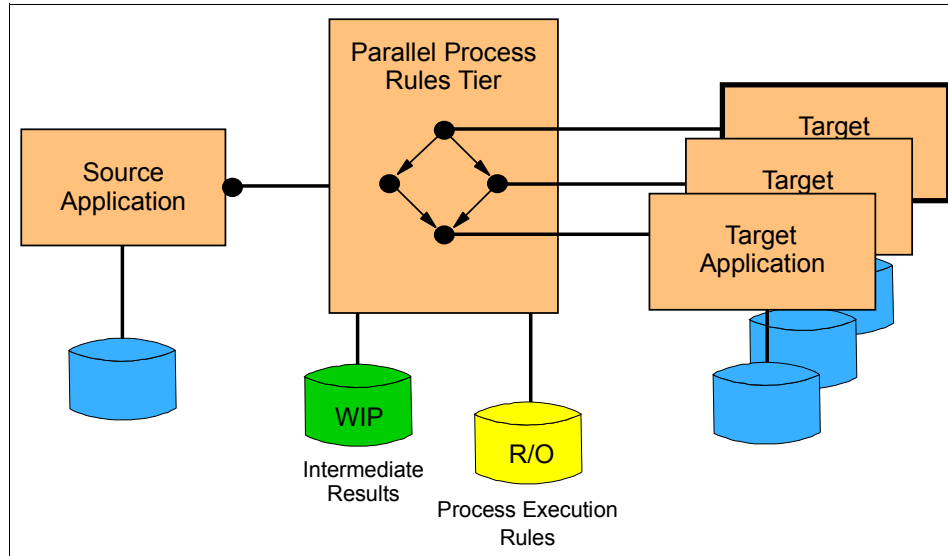 Parallel Process
Rules Tier
Source
Application
Target
Target
Target
Application
WIP
Intermediate
Results
R/O
Process Execution
Rules